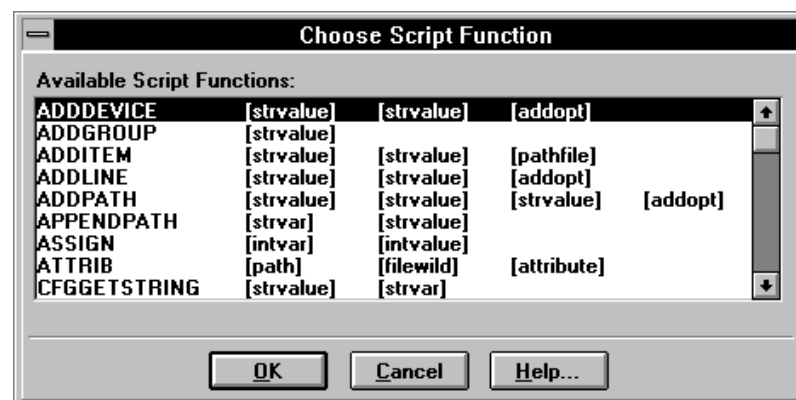 Choose Script Function
Available Script Functions:
ADDDEVICE [strvalue] [strvalue] [addopt]
ADDGROUP [strvalue]
ADDITEM [strvalue] [strvalue] [pathfile]
ADDLINE [strvalue] [strvalue] [addopt]
ADDPATH [strvalue] [strvalue] [strvalue] [addopt]
APPENDPATH [strvar] [strvalue]
ASSIGN [intvar] [intvalue]
ATTRIB [path] [filewild] [attribute]
CFGGETSTRING [strvalue] [strvar]
OK Cancel Help...